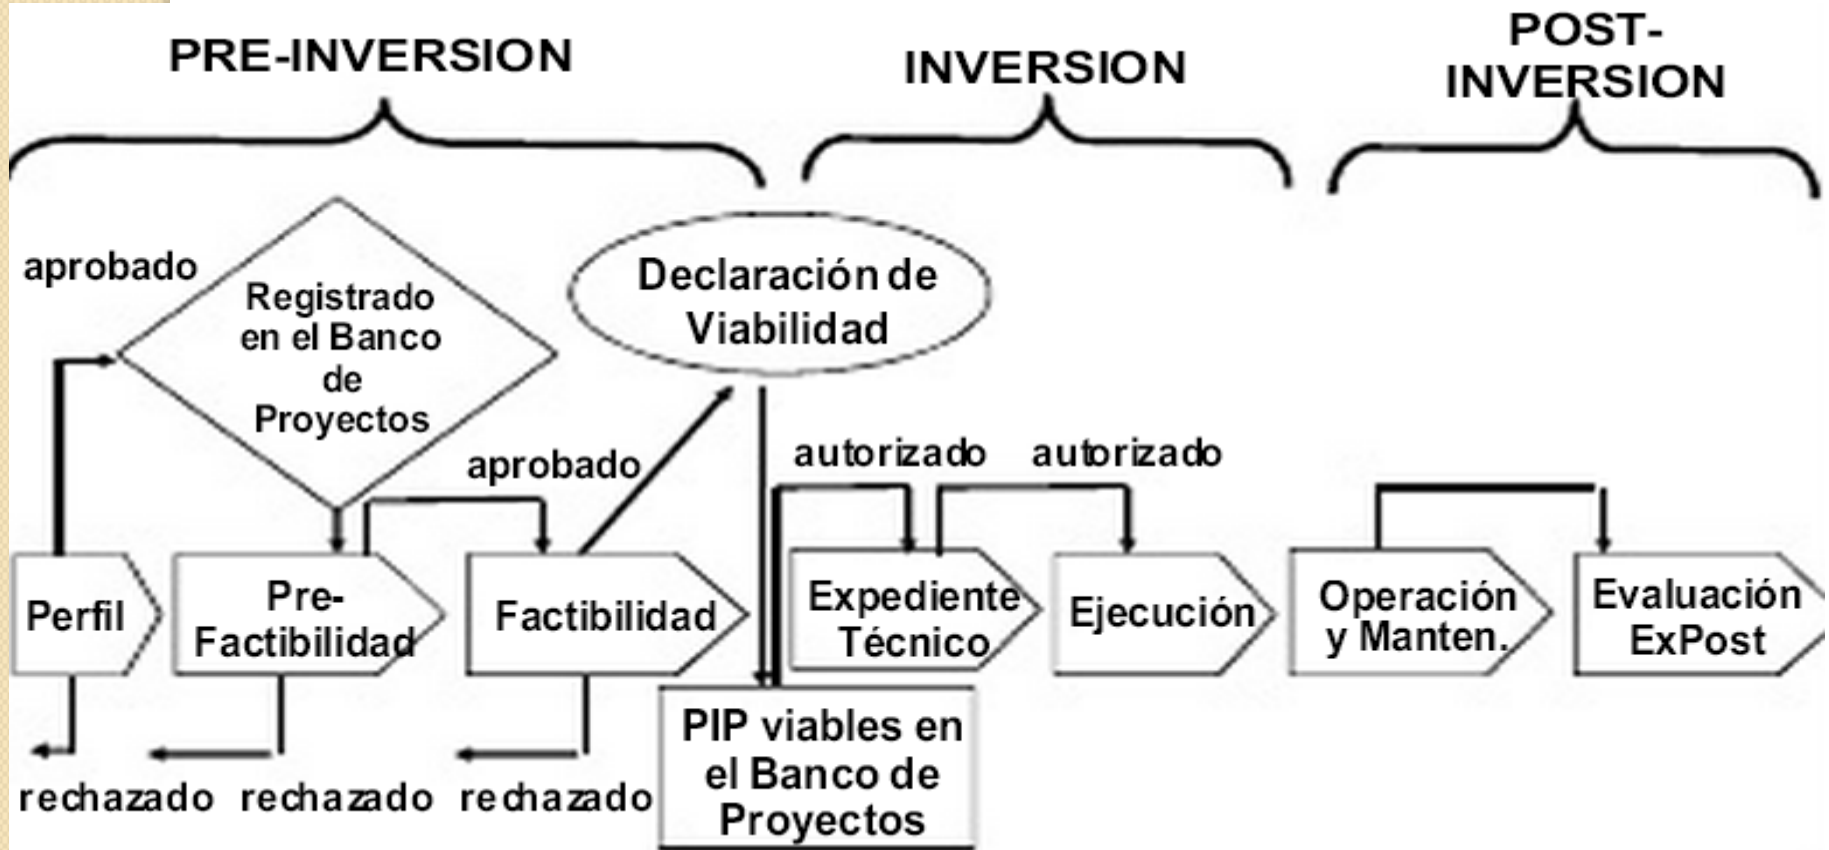 PRE-INVERSION
INVERSION
POST-
INVERSION
aprobado
Registrado
en el Banco
de
Proyectos
Declaración de
Viabilidad
aprobado
autorizado
autorizado
Perfil
Pre-
Factibilidad
Factibilidad
Expediente
Técnico
Ejecución
Operación
y Manten.
Evaluación
ExPost
rechazado
rechazado
rechazado
PIP viables en
el Banco de
Proyectos